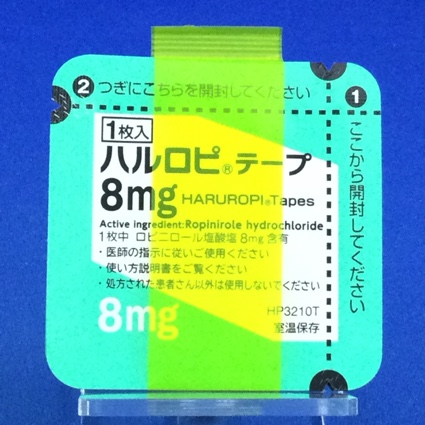 ② つぎにこちらを開封してください
① ここから開封してください
1枚入
ハルロピ®テープ
8mg HARUROPI®Tapes
Active ingredient:Ropinirole hydrochloride
1枚中 ロピニロール塩酸塩 8mg 含有
・医師の指示に従いご使用ください
・使い方説明書をご覧ください
・処方された患者さん以外は使用しないでください
8mg
HP3210T
室温保存